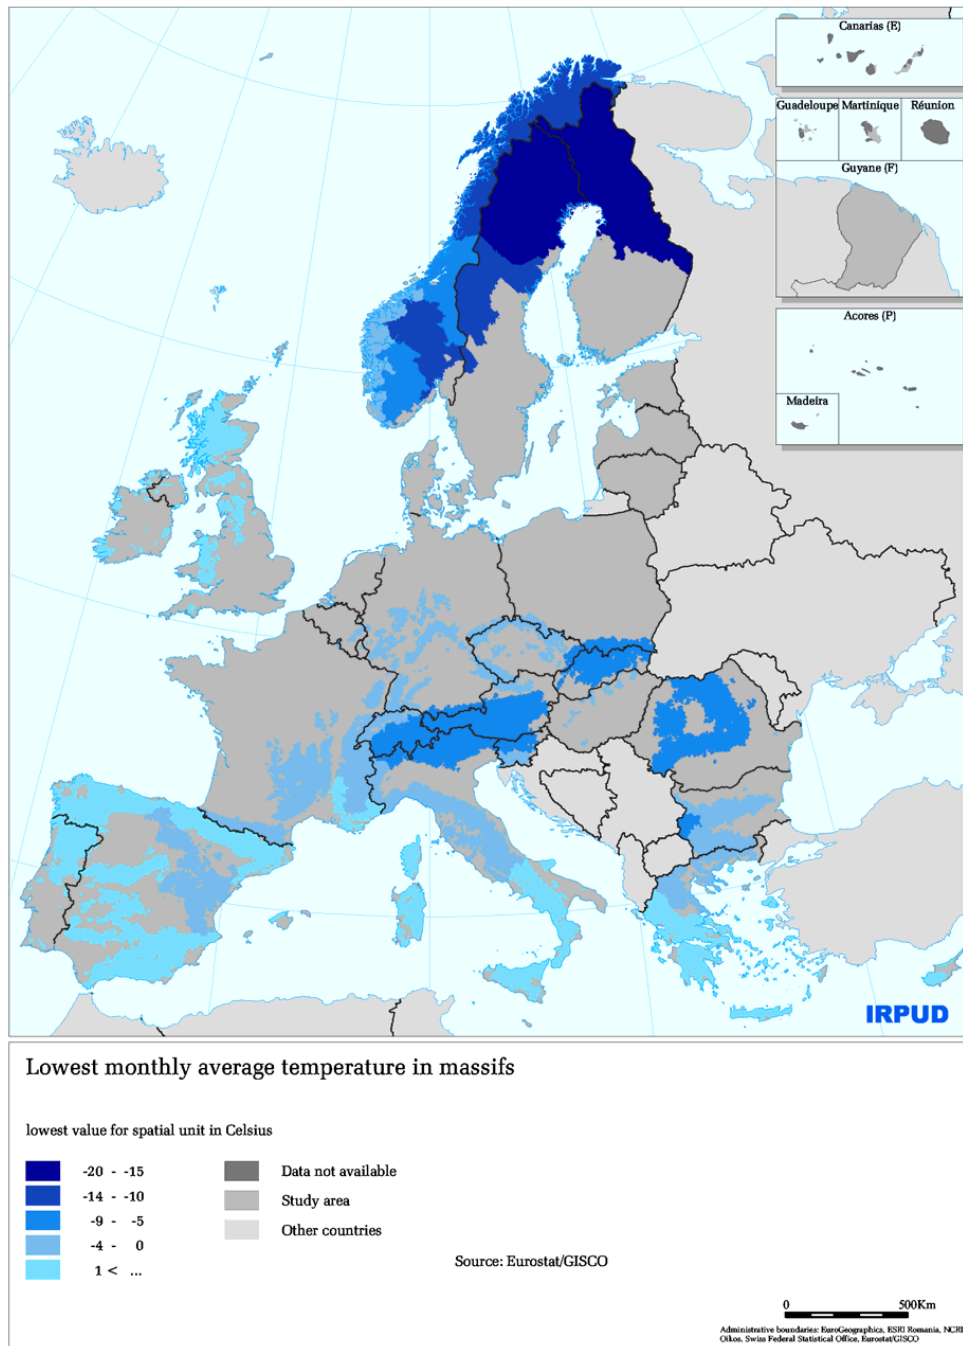 Canarias (E)
Guadeloupe
Martinique
Réunion
Guyane (F)
Acores (P)
Madeira
IRPUD
Lowest monthly average temperature in massifs
lowest value for spatial unit in Celsius
-20 - -15
-14 - -10
-9 - -5
-4 - 0
1 < ...
Data not available
Study area
Other countries
Source: Eurostat/GISCO
0 500Km
Administrative boundaries: EuroGeographics, ESRI Romania, NCRD
Oikos, Swiss Federal Statistical Office, Eurostat/GISCO